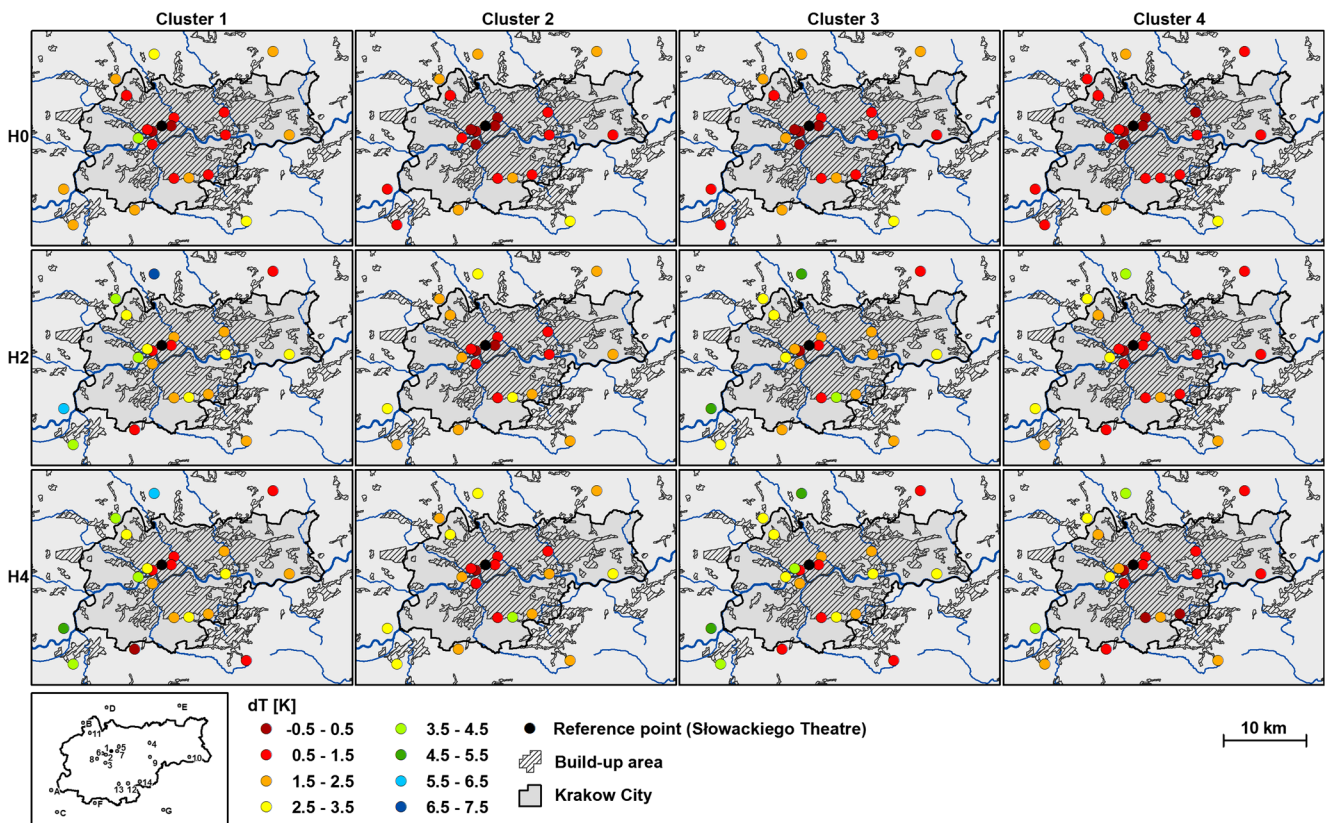 Cluster 1 Cluster 2 Cluster 3 Cluster 4
H0
H2
H4
D E
B
11
4
1 5
6 2 7
8 3 9 10
A 13 12 14
C F G
dT [K]
-0.5 - 0.5
0.5 - 1.5
1.5 - 2.5
2.5 - 3.5
3.5 - 4.5
4.5 - 5.5
5.5 - 6.5
6.5 - 7.5
Reference point (Słowackiego Theatre)
Build-up area
Krakow City
10 km